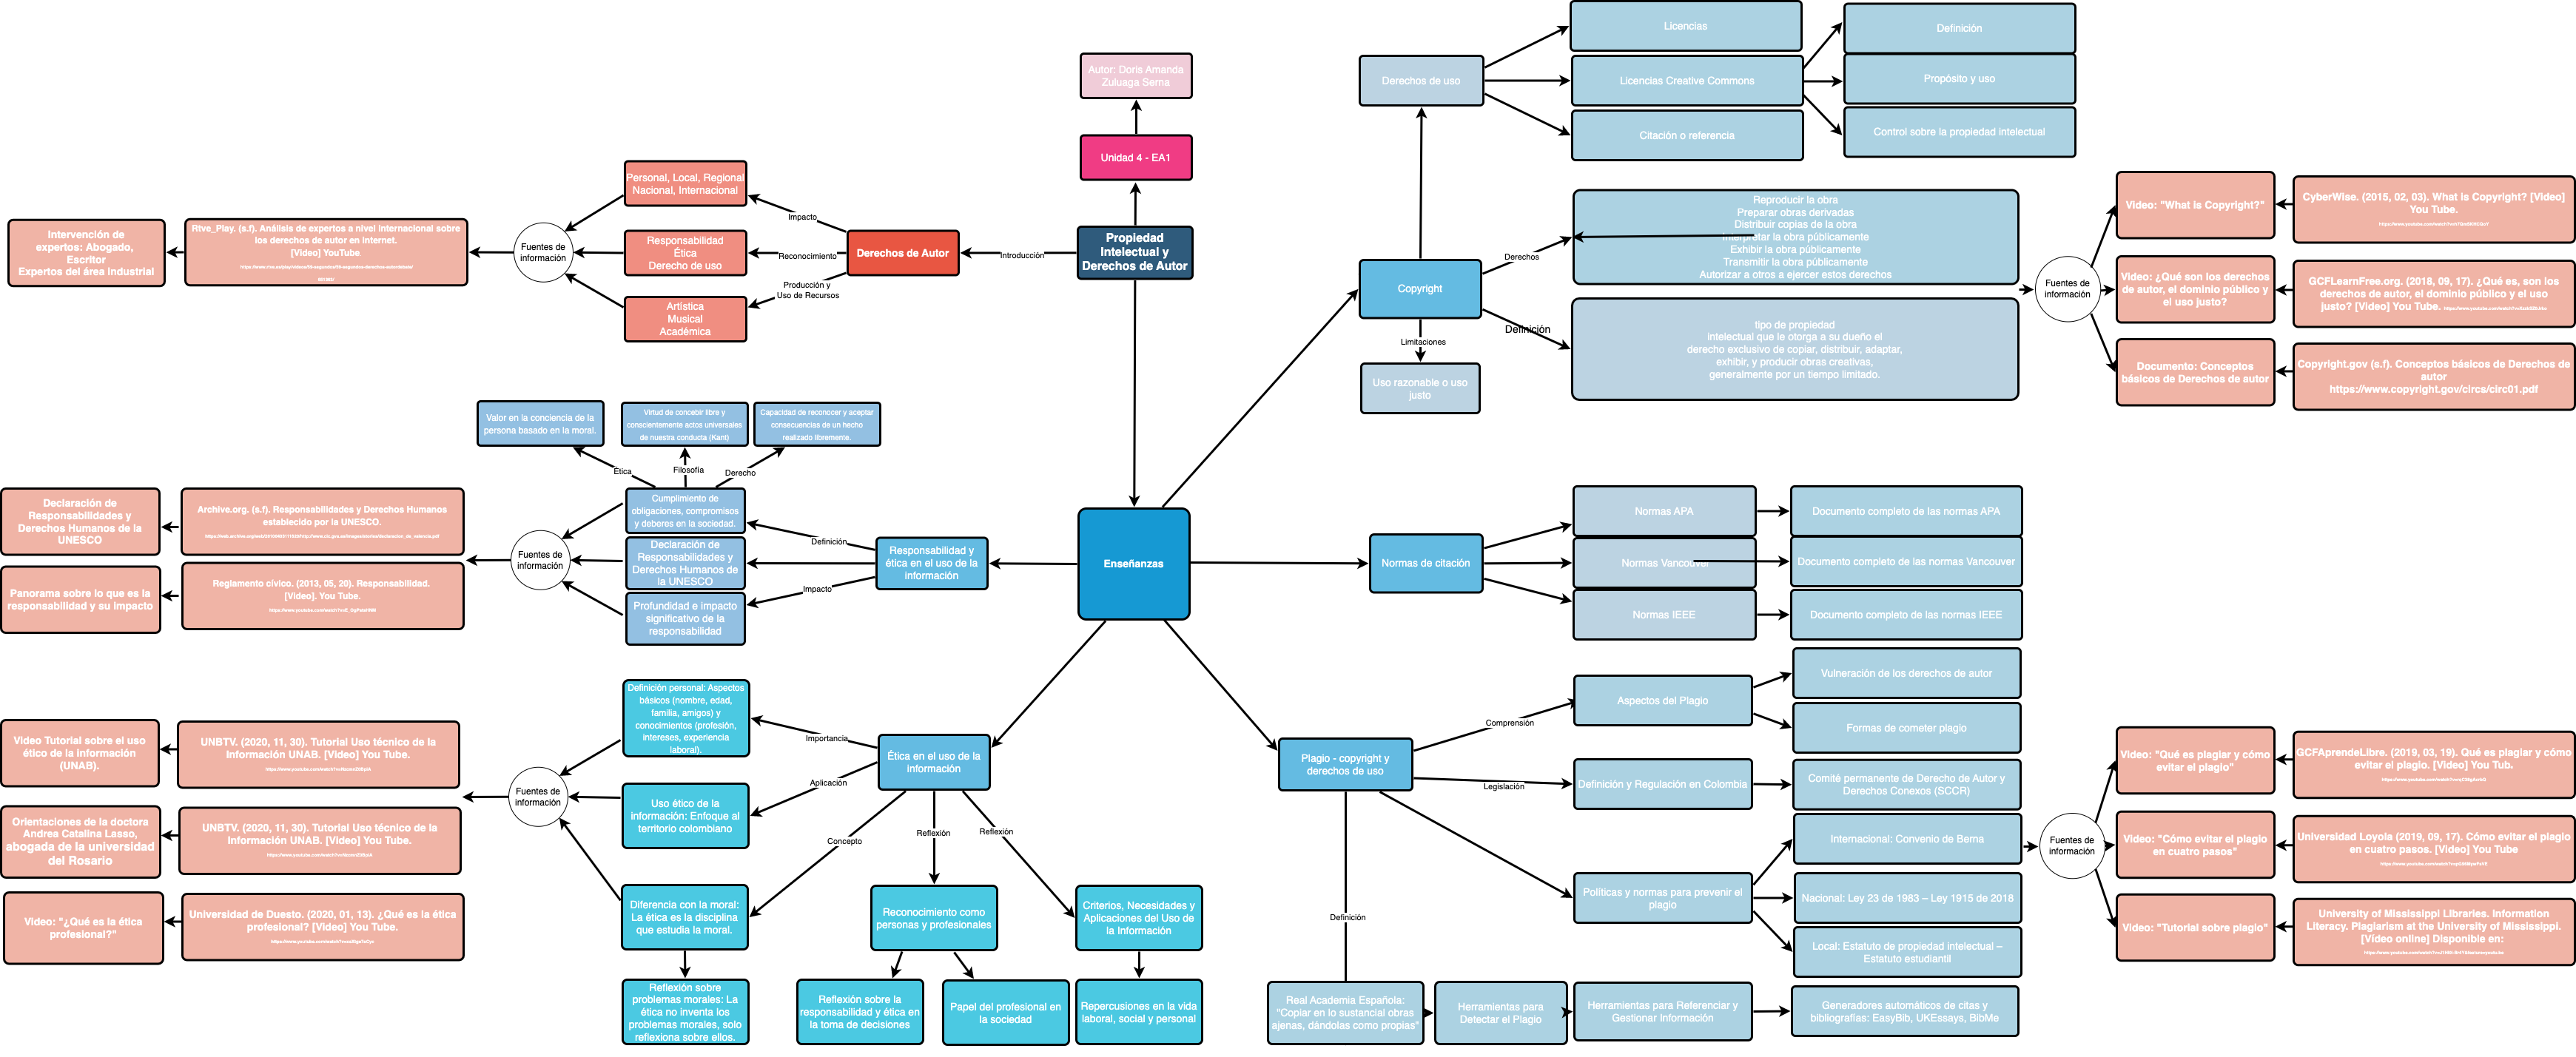 Autor: Doris Amanda
Zuluaga Serna
Unidad 4 - EA1
Propiedad
Intelectual y
Derechos de Autor
Introducción
Derechos de Autor
Impacto
Reconocimiento
Producción y
Uso de Recursos
Personal, Local, Regional
Nacional, Internacional
Responsabilidad
Ética
Derecho de uso
Artística
Musical
Académica
Fuentes de
información
Rtve_Play. (s.f). Análisis de expertos a nivel internacional sobre
los derechos de autor en internet.
[Video] YouTube.
Intervención de
expertos: Abogado,
Escritor
Expertos del área industrial
Enseñanzas
Responsabilidad y
ética en el uso de la
información
Definición
Impacto
Cumplimiento de
obligaciones, compromisos
y deberes en la sociedad.
Ética
Filosofía
Derecho
Valor en la conciencia de la
persona basado en la moral.
Virtud de concebir libre y
conscientemente actos universales
de nuestra conducta (Kant)
Capacidad de reconocer y aceptar
consecuencias de un hecho
realizado libremente.
Declaración de
Responsabilidades y
Derechos Humanos de
la UNESCO
Profundidad e impacto
significativo de la
responsabilidad
Fuentes de
información
Archive.org. (s.f). Responsabilidades y Derechos Humanos
establecido por la UNESCO.
Declaración de
Responsabilidades y
Derechos Humanos de la
UNESCO
Reglamento cívico. (2013, 05, 20). Responsabilidad.
[Video]. You Tube.
Panorama sobre lo que es la
responsabilidad y su impacto
Ética en el uso de la
información
Importancia
Aplicación
Concepto
Reflexión
Reflexión
Definición personal: Aspectos
básicos (nombre, edad,
familia, amigos) y
conocimientos (profesión,
intereses, experiencia
laboral).
Uso ético de la
información: Enfoque al
territorio colombiano
Diferencia con la moral:
La ética es la disciplina
que estudia la moral.
Reflexión sobre
problemas morales: La
ética no inventa los
problemas morales, solo
reflexiona sobre ellos.
Reconocimiento como
personas y profesionales
Reflexión sobre la
responsabilidad y ética en
la toma de decisiones
Papel del profesional en
la sociedad
Criterios, Necesidades y
Aplicaciones del Uso de
la Información
Repercusiones en la vida
laboral, social y personal
Fuentes de
información
UNBTV. (2020, 11, 30). Tutorial Uso técnico de la
Información UNAB. [Video] You Tube.
Video Tutorial sobre el uso
ético de la información
(UNAB).
UNBTV. (2020, 11, 30). Tutorial Uso técnico de la
Información UNAB. [Video] You Tube.
Orientaciones de la doctora
Andrea Catalina Lasso,
abogada de la universidad
del Rosario
Universidad de Duesto. (2020, 01, 13). ¿Qué es la ética
profesional? [Video] You Tube.
Video: "¿Qué es la ética
profesional?"
Copyright
Derechos de uso
Licencias
Licencias Creative Commons
Citación o referencia
Definición
Propósito y uso
Control sobre la propiedad intelectual
Derechos
Reproducir la obra
Preparar obras derivadas
Distribuir copias de la obra
Interpretar la obra públicamente
Exhibir la obra públicamente
Transmitir la obra públicamente
Autorizar a otros a ejercer estos derechos
Definición
tipo de propiedad
intelectual que le otorga a su dueño el
derecho exclusivo de copiar, distribuir, adaptar,
exhibir, y producir obras creativas,
generalmente por un tiempo limitado.
Limitaciones
Uso razonable o uso
justo
Fuentes de
información
Video: "What is Copyright?"
CyberWise. (2015, 02, 03). What is Copyright? [Video]
You Tube.
Video: ¿Qué son los derechos
de autor, el dominio público y
el uso justo?
GCFLearnFree.org. (2018, 09, 17). ¿Qué es, son los
derechos de autor, el dominio público y el uso
justo? [Video] You Tube.
Documento: Conceptos
básicos de Derechos de autor
Copyright.gov (s.f). Conceptos básicos de Derechos de
autor
https://www.copyright.gov/circs/circ01.pdf
Normas de citación
Normas APA
Documento completo de las normas APA
Normas Vancouver
Documento completo de las normas Vancouver
Normas IEEE
Documento completo de las normas IEEE
Plagio - copyright y
derechos de uso
Comprensión
Aspectos del Plagio
Vulneración de los derechos de autor
Formas de cometer plagio
Legislación
Definición y Regulación en Colombia
Comité permanente de Derecho de Autor y
Derechos Conexos (SCCR)
Políticas y normas para prevenir el
plagio
Internacional: Convenio de Berna
Nacional: Ley 23 de 1983 – Ley 1915 de 2018
Local: Estatuto de propiedad intelectual –
Estatuto estudiantil
Definición
Real Academia Española:
"Copiar en lo sustancial obras
ajenas, dándolas como propias"
Herramientas para
Detectar el Plagio
Herramientas para Referenciar y
Gestionar Información
Generadores automáticos de citas y
bibliografías: EasyBib, UKEssays, BibMe
Fuentes de
información
Video: "Qué es plagiar y cómo
evitar el plagio"
GCFAprendeLibre. (2019, 03, 19). Qué es plagiar y cómo
evitar el plagio. [Video] You Tub.
Video: "Cómo evitar el plagio
en cuatro pasos"
Universidad Loyola (2019, 09, 17). Cómo evitar el plagio
en cuatro pasos. [Video] You Tube
Video: "Tutorial sobre plagio"
University of Mississippi Libraries. Information
Literacy. Plagiarism at the University of Mississippi.
[Vídeo online] Disponible en: